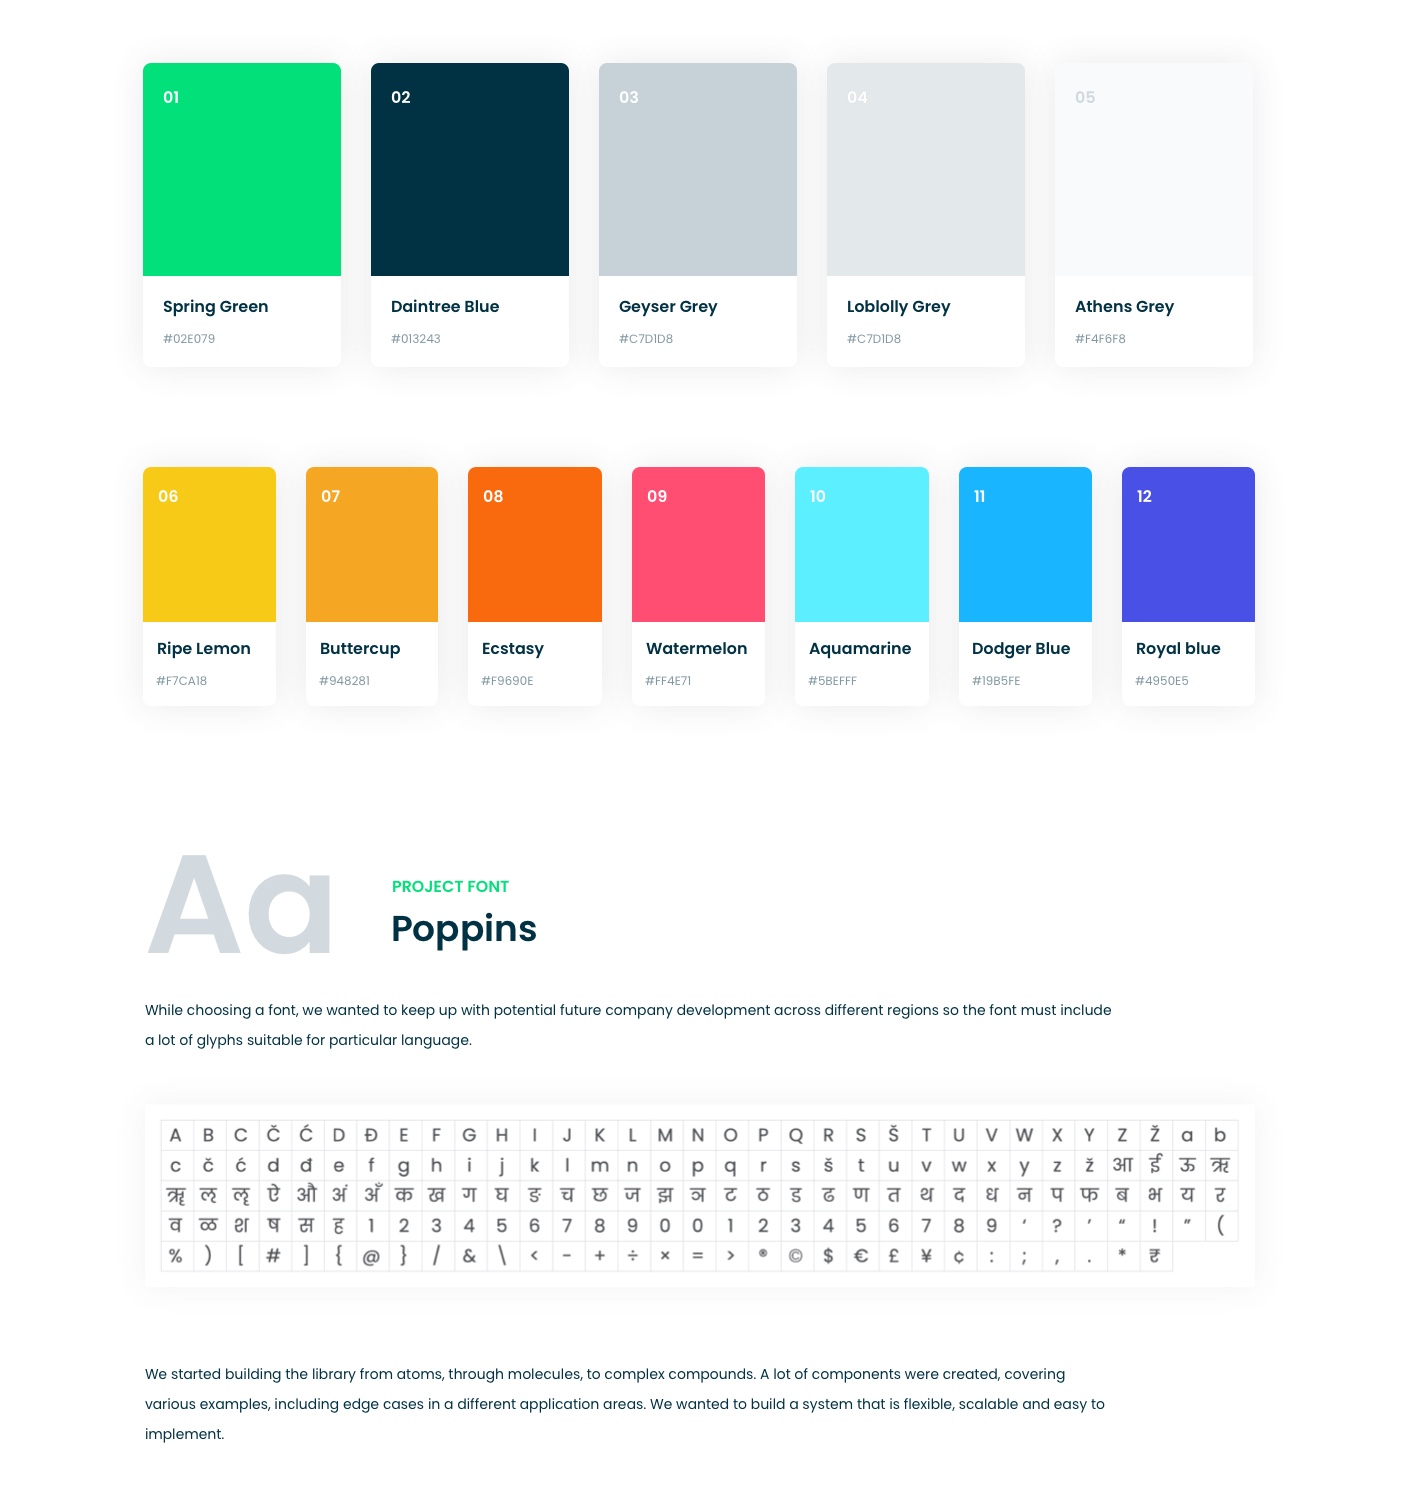 01 02 03 04 05
Spring Green Daintree Blue Geyser Grey Loblolly Grey Athens Grey
#02E079 #013243 #C7D1D8 #C7D1D8 #F4F6F8
06 07 08 09 10 11 12
Ripe Lemon Buttercup Ecstasy Watermelon Aquamarine Dodger Blue Royal blue
#F7CA18 #948281 #F9690E #FF4E71 #5BEFFF #19B5FE #4950E5
Aa
PROJECT FONT
Poppins
While choosing a font, we wanted to keep up with potential future company development across different regions so the font must include
a lot of glyphs suitable for particular language.
A B C Č Ć D Đ E F G H I J K L M N O P Q R S Š T U V W X Y Z Ž a b
c č ć d đ e f g h i j k l m n o p q r s š t u v w x y z ž आ ई ऊ ऋ
ॠ ऌ ॡ ऐ औ अं अँ क ख ग घ ङ च छ ज झ ञ ट ठ ड ढ ण त थ द ध न प फ ब भ य र
व ळ श ष स ह 1 2 3 4 5 6 7 8 9 0 0 1 2 3 4 5 6 7 8 9 ‘ ? ’ “ ! ” (
% ) [ # ] { @ } / & \ < - + ÷ × = > ® © $ € £ ¥ ¢ : ; , . * ₹
We started building the library from atoms, through molecules, to complex compounds. A lot of components were created, covering
various examples, including edge cases in a different application areas. We wanted to build a system that is flexible, scalable and easy to
implement.